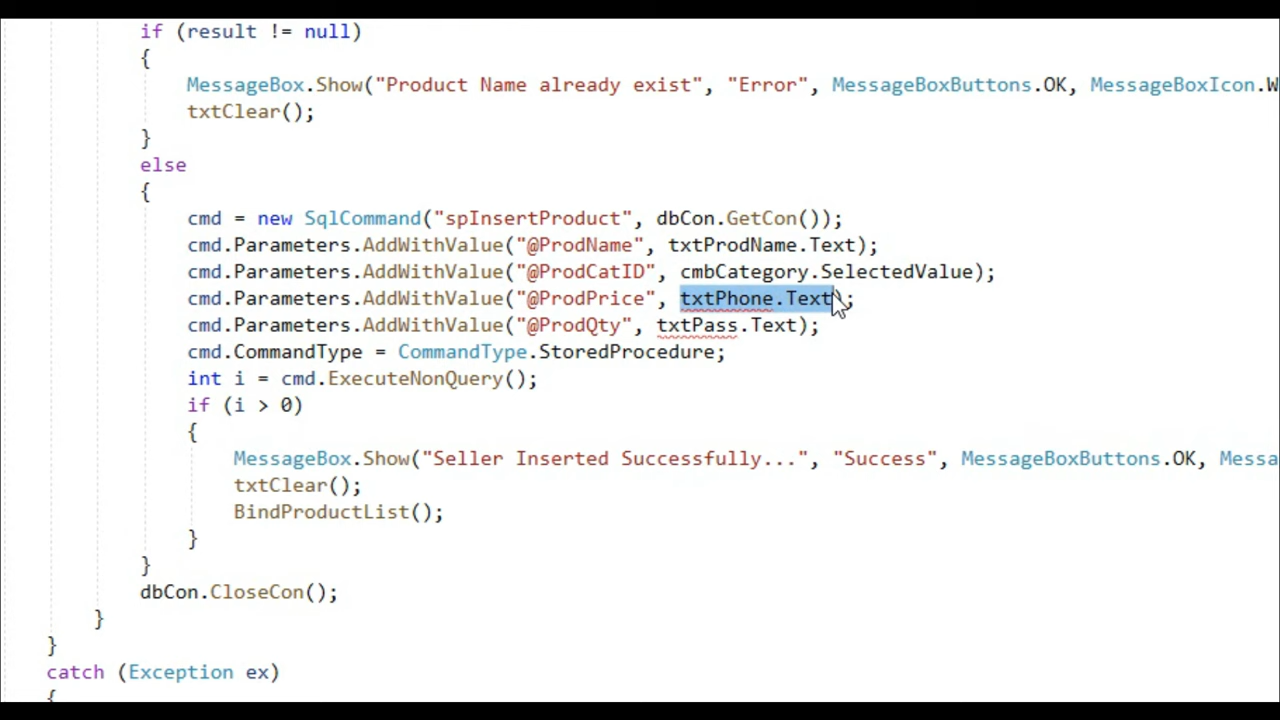 if (result != null)
{
MessageBox.Show("Product Name already exist", "Error", MessageBoxButtons.OK, MessageBoxIcon.W
txtClear();
}
else
{
cmd = new SqlCommand("spInsertProduct", dbCon.GetCon());
cmd.Parameters.AddWithValue("@ProdName", txtProdName.Text);
cmd.Parameters.AddWithValue("@ProdCatID", cmbCategory.SelectedValue);
cmd.Parameters.AddWithValue("@ProdPrice", txtPhone.Text);
cmd.Parameters.AddWithValue("@ProdQty", txtPass.Text);
cmd.CommandType = CommandType.StoredProcedure;
int i = cmd.ExecuteNonQuery();
if (i > 0)
{
MessageBox.Show("Seller Inserted Successfully...", "Success", MessageBoxButtons.OK, Messa
txtClear();
BindProductList();
}
}
dbCon.CloseCon();
}
}
catch (Exception ex)
{